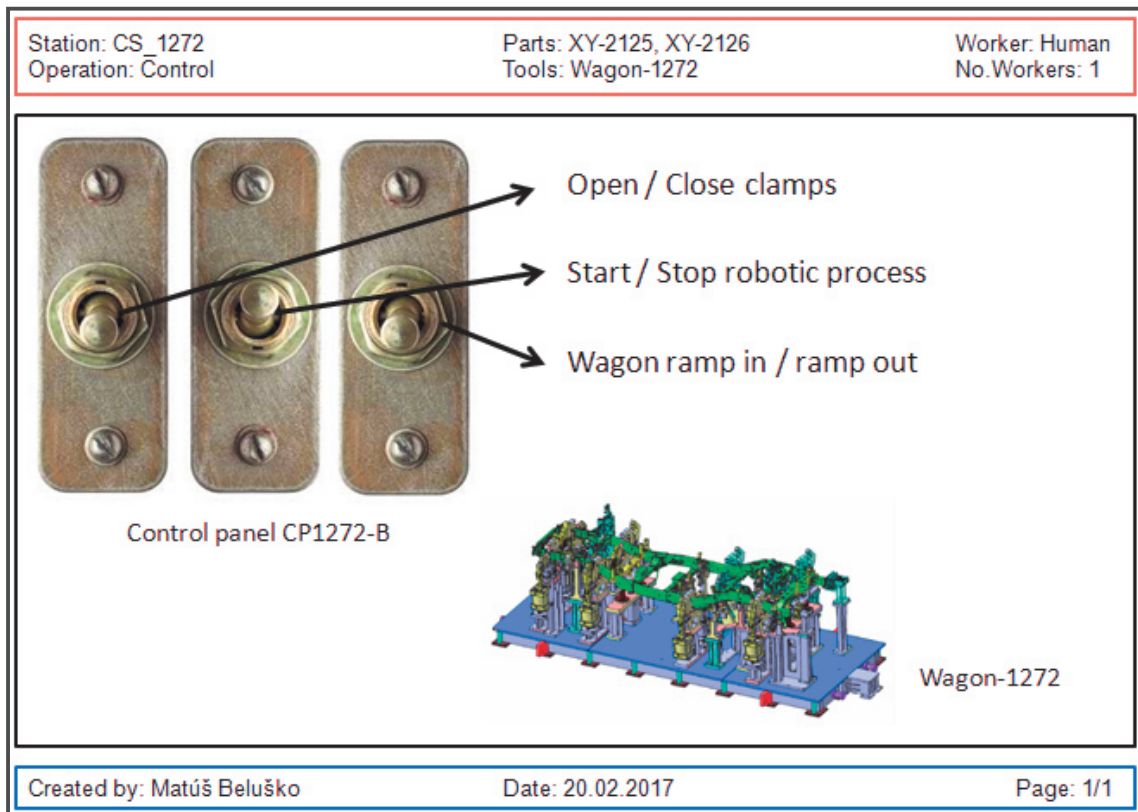 Station: CS_1272
Operation: Control
Parts: XY-2125, XY-2126
Tools: Wagon-1272
Worker: Human
No.Workers: 1
Open / Close clamps
Start / Stop robotic process
Wagon ramp in / ramp out
Control panel CP1272-B
Wagon-1272
Created by: Matúš Beluško
Date: 20.02.2017
Page: 1/1